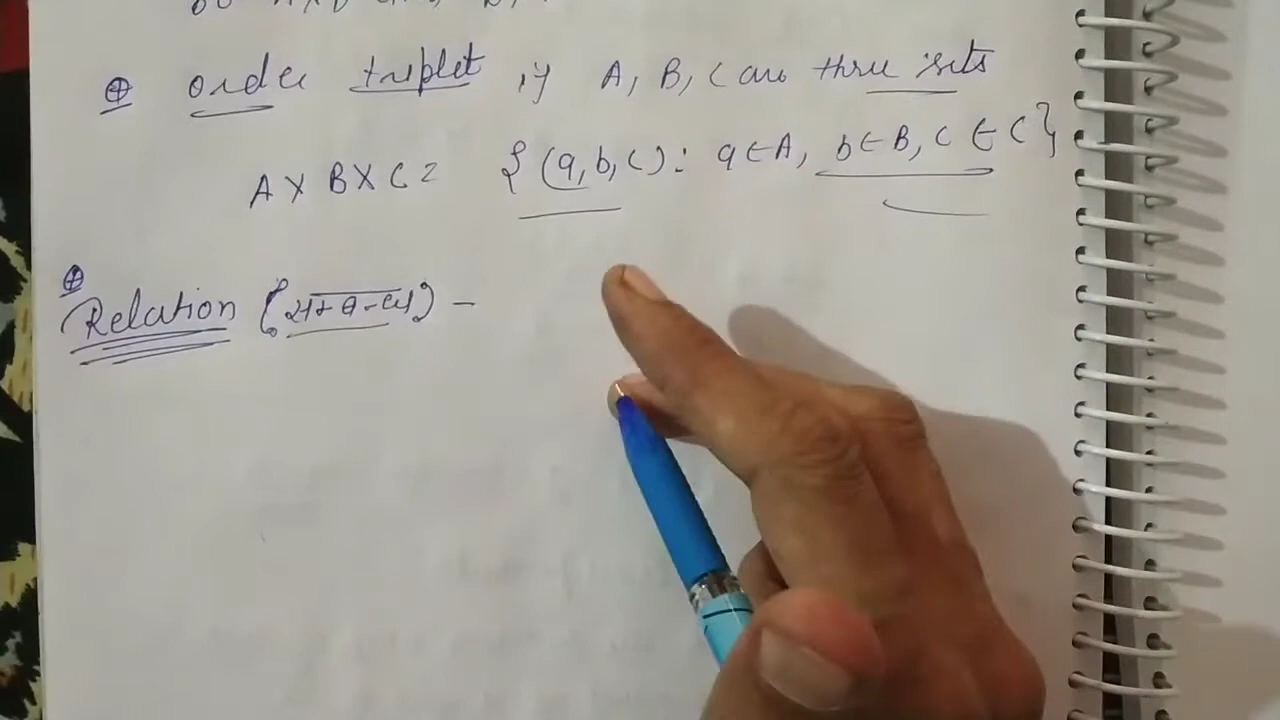 ⊕ order triplet if A, B, C are three sets
A X B X C = {(a, b, c) : a ∈ A, b ∈ B, c ∈ C}
⊕
Relation {सम्बन्ध} –